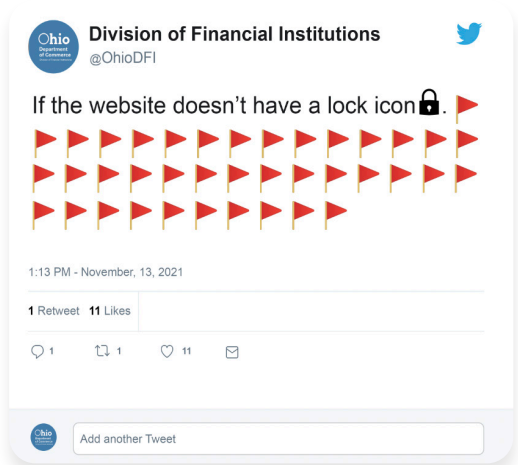 Ohio
Department
of Commerce
Division of Financial Institutions
@OhioDFI
If the website doesn’t have a lock icon🔒. 🚩
🚩🚩🚩🚩🚩🚩🚩🚩🚩🚩🚩🚩🚩🚩
🚩🚩🚩🚩🚩🚩🚩🚩🚩🚩🚩🚩🚩🚩
🚩🚩🚩🚩🚩🚩🚩🚩🚩🚩
1:13 PM - November, 13, 2021
1 Retweet 11 Likes
1 1 11
Ohio
Add another Tweet